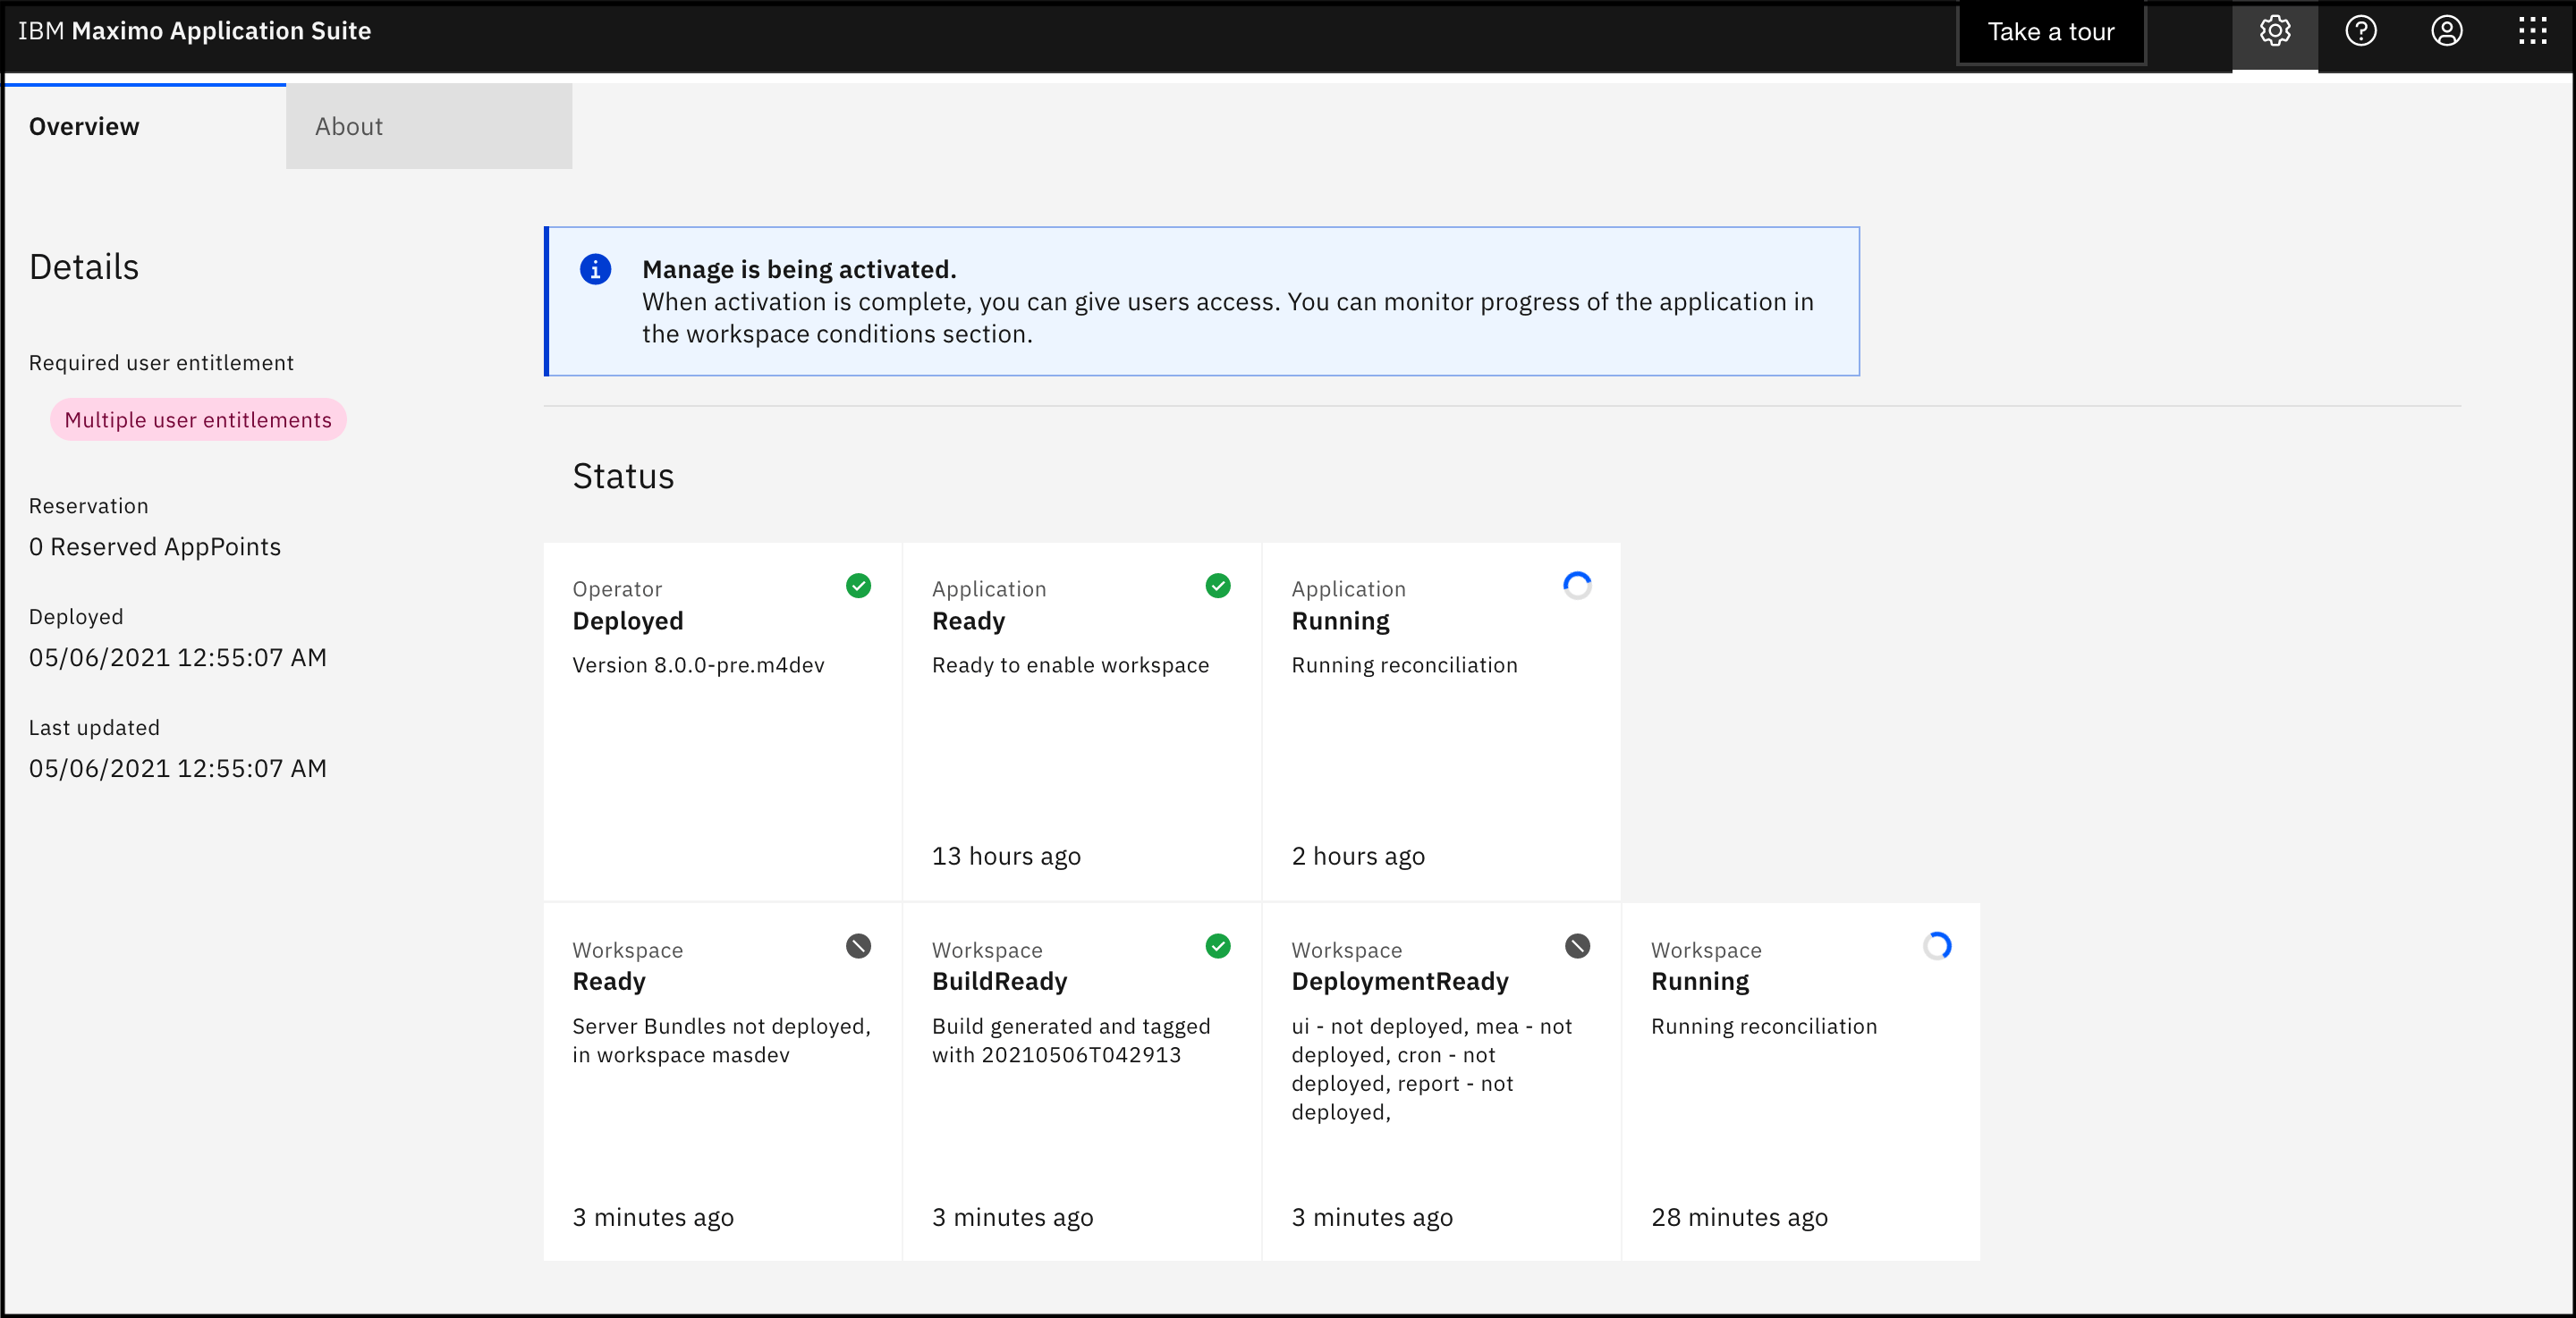 IBM Maximo Application Suite
Take a tour
Overview
About
Details
Required user entitlement
Multiple user entitlements
Reservation
0 Reserved AppPoints
Deployed
05/06/2021 12:55:07 AM
Last updated
05/06/2021 12:55:07 AM
Manage is being activated.
When activation is complete, you can give users access. You can monitor progress of the application in
the workspace conditions section.
Status
Operator
Deployed
Version 8.0.0-pre.m4dev
Application
Ready
Ready to enable workspace
13 hours ago
Application
Running
Running reconciliation
2 hours ago
Workspace
Ready
Server Bundles not deployed,
in workspace masdev
3 minutes ago
Workspace
BuildReady
Build generated and tagged
with 20210506T042913
3 minutes ago
Workspace
DeploymentReady
ui - not deployed, mea - not
deployed, cron - not
deployed, report - not
deployed,
3 minutes ago
Workspace
Running
Running reconciliation
28 minutes ago